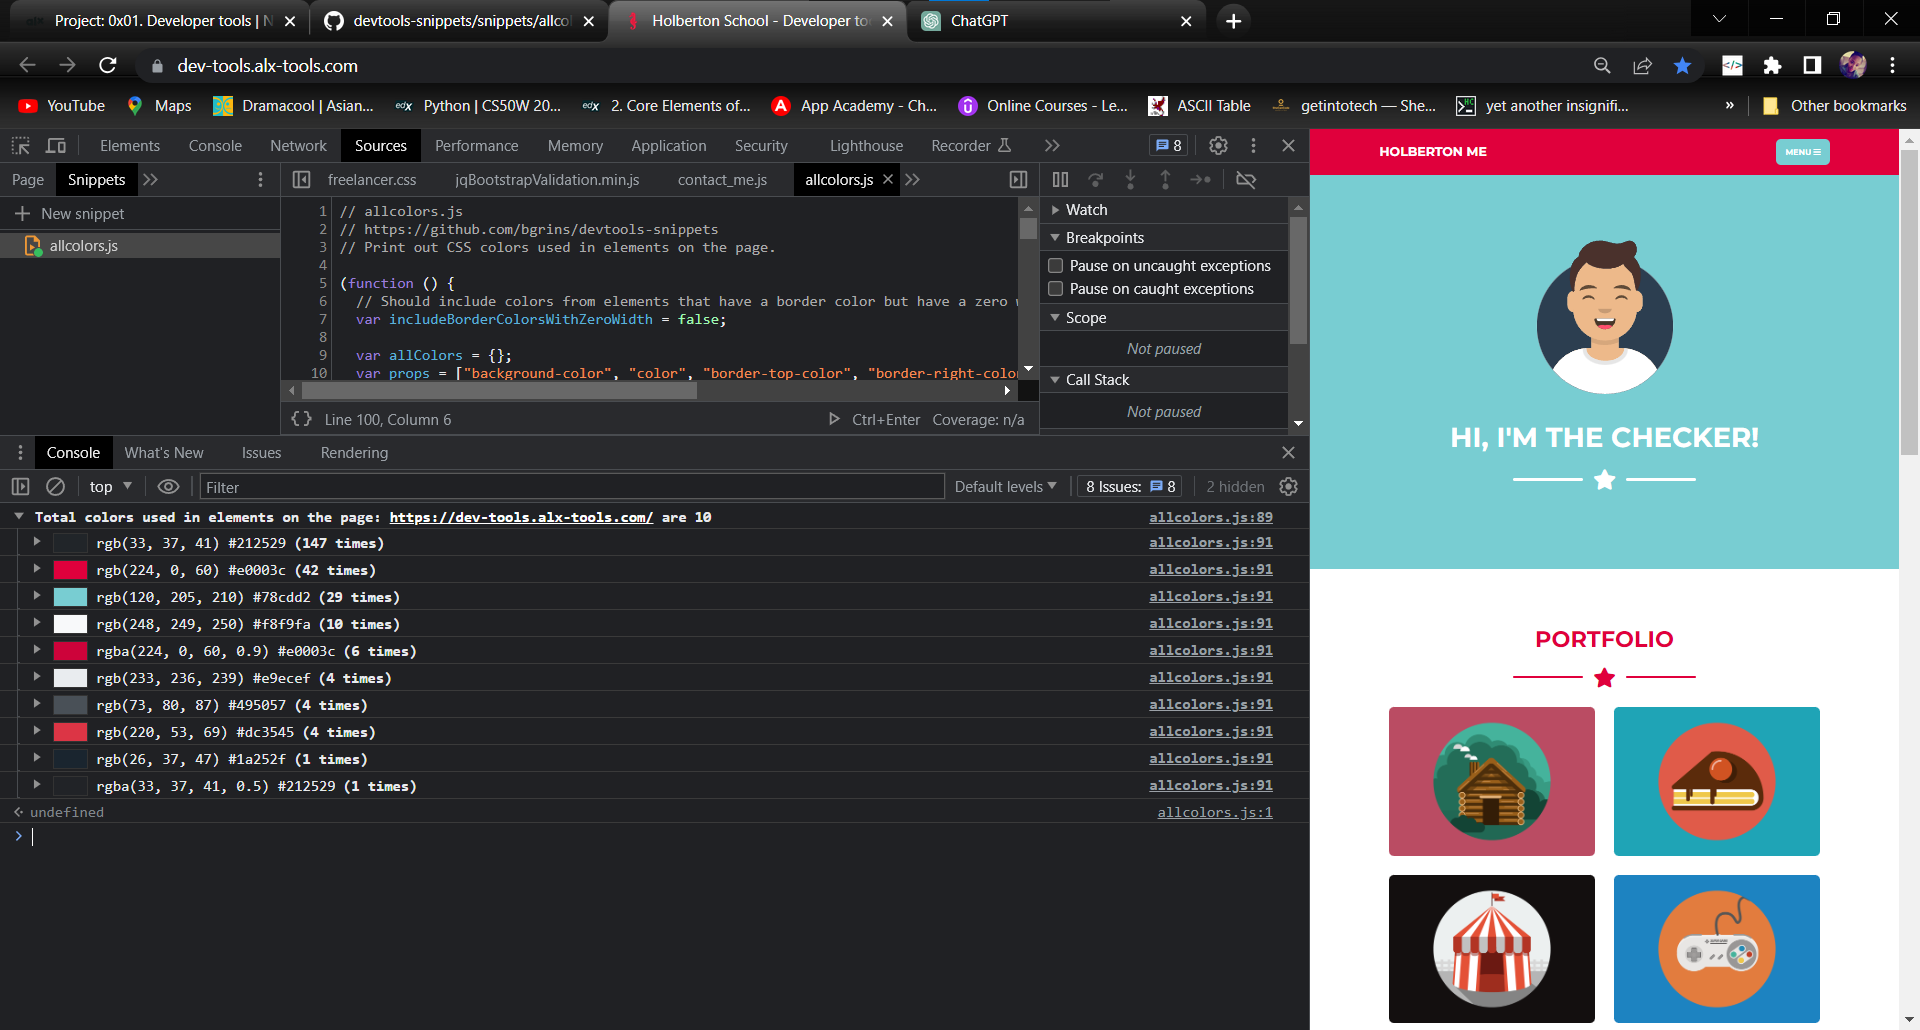 Project: 0x01. Developer tools | N
devtools-snippets/snippets/allco
Holberton School - Developer to
ChatGPT
dev-tools.alx-tools.com
YouTube
Maps
Dramacool | Asian...
edX Python | CS50W 20...
edX 2. Core Elements of...
App Academy - Ch...
Online Courses - Le...
ASCII Table
getintotech — She...
yet another insignifi...
»
Other bookmarks
Elements Console Network Sources Performance Memory Application Security Lighthouse Recorder 8
Page Snippets
freelancer.css jqBootstrapValidation.min.js contact_me.js allcolors.js
New snippet
allcolors.js
1 // allcolors.js
2 // https://github.com/bgrins/devtools-snippets
3 // Print out CSS colors used in elements on the page.
4
5 (function () {
6 // Should include colors from elements that have a border color but have a zero
7 var includeBorderColorsWithZeroWidth = false;
8
9 var allColors = {};
10 var props = ["background-color", "color", "border-top-color", "border-right-colo
{ } Line 100, Column 6
Ctrl+Enter Coverage: n/a
Watch
Breakpoints
Pause on uncaught exceptions
Pause on caught exceptions
Scope
Not paused
Call Stack
Not paused
Console What's New Issues Rendering
top
Filter
Default levels
8 Issues: 8
2 hidden
Total colors used in elements on the page: https://dev-tools.alx-tools.com/ are 10 allcolors.js:89
rgb(33, 37, 41) #212529 (147 times) allcolors.js:91
rgb(224, 0, 60) #e0003c (42 times) allcolors.js:91
rgb(120, 205, 210) #78cdd2 (29 times) allcolors.js:91
rgb(248, 249, 250) #f8f9fa (10 times) allcolors.js:91
rgba(224, 0, 60, 0.9) #e0003c (6 times) allcolors.js:91
rgb(233, 236, 239) #e9ecef (4 times) allcolors.js:91
rgb(73, 80, 87) #495057 (4 times) allcolors.js:91
rgb(220, 53, 69) #dc3545 (4 times) allcolors.js:91
rgb(26, 37, 47) #1a252f (1 times) allcolors.js:91
rgba(33, 37, 41, 0.5) #212529 (1 times) allcolors.js:91
undefined allcolors.js:1
HOLBERTON ME
MENU
HI, I'M THE CHECKER!
PORTFOLIO